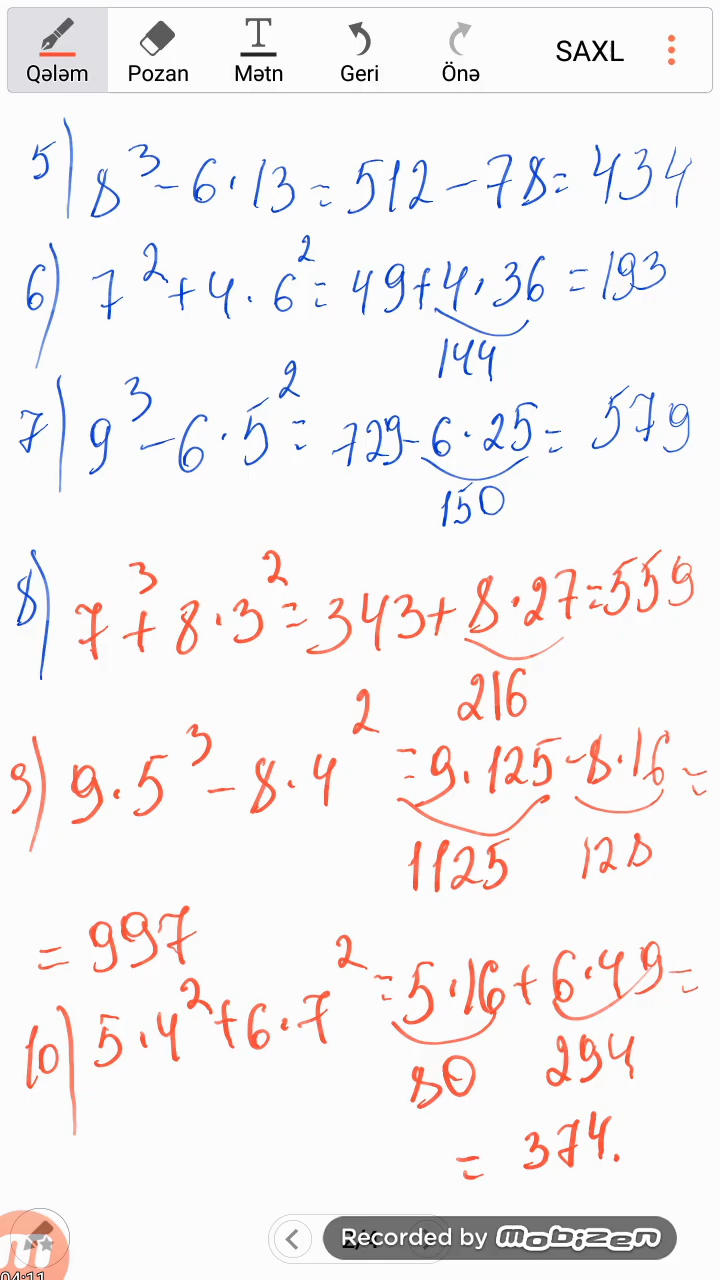 Qələm Pozan Mətn Geri Önə SAXL
5) 8³ - 6 · 13 = 512 - 78 = 434
6) 7² + 4 · 6² = 49 + 4 · 36 = 193
144
7) 9³ - 6 · 5² = 729 - 6 · 25 = 579
150
8) 7³ + 8 · 3² = 343 + 8 · 27 = 559
216
9) 9 · 5³ - 8 · 4² = 9 · 125 - 8 · 16 =
1125 128
= 997
10) 5 · 4² + 6 · 7² = 5 · 16 + 6 · 49 =
80 294
= 374.
Recorded by mobizen
04:11